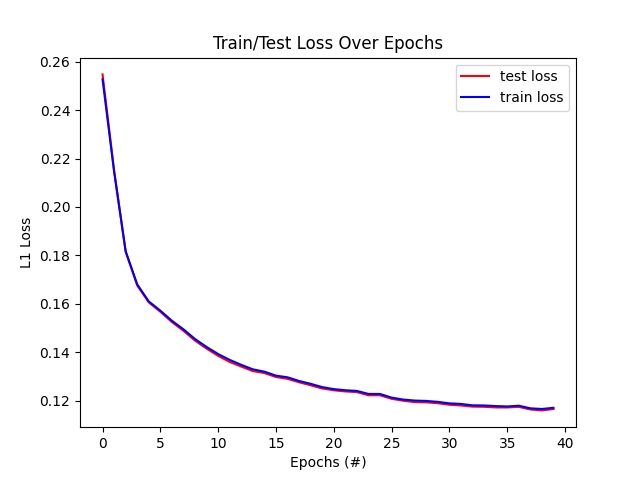 Train/Test Loss Over Epochs
test loss
train loss
0.26
0.24
0.22
0.20
0.18
0.16
0.14
0.12
L1 Loss
0 5 10 15 20 25 30 35 40
Epochs (#)